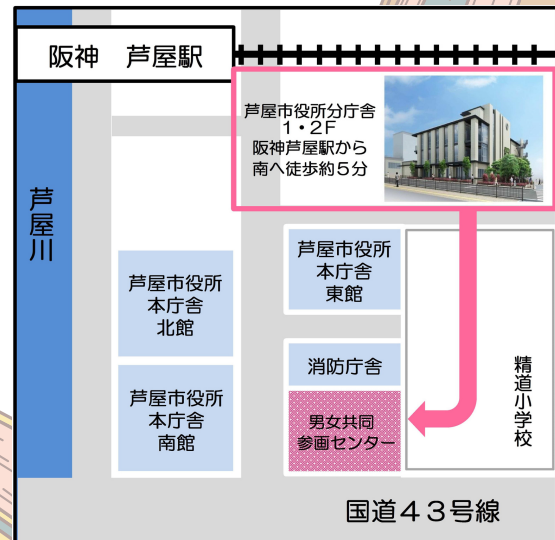 阪神　芦屋駅
芦屋市役所分庁舎
１・２F
阪神芦屋駅から
南へ徒歩約５分
芦屋川
芦屋市役所
本庁舎
北館
芦屋市役所
本庁舎
東館
消防庁舎
芦屋市役所
本庁舎
南館
男女共同
参画センター
精道小学校
国道４３号線